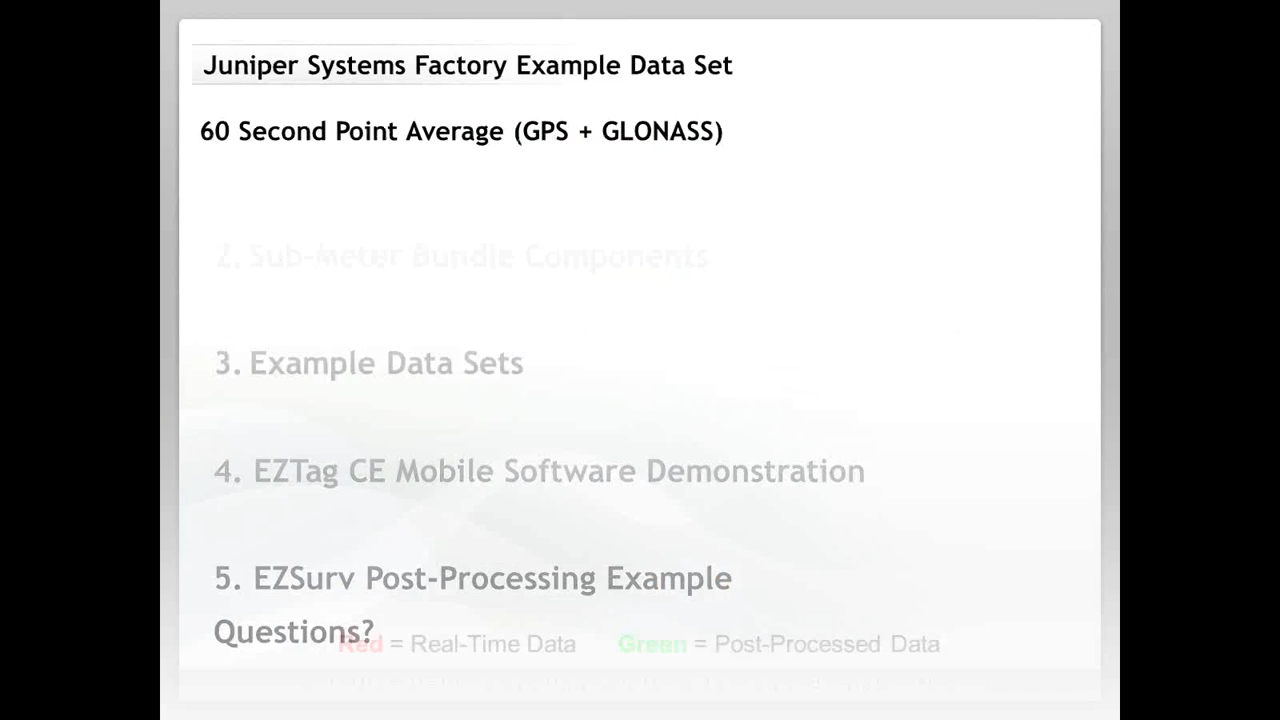 Juniper Systems Factory Example Data Set
60 Second Point Average (GPS + GLONASS)
2. Sub-Meter Bundle Components
3. Example Data Sets
4. EZTag CE Mobile Software Demonstration
5. EZSurv Post-Processing Example
Questions?
Red = Real-Time Data Green = Post-Processed Data